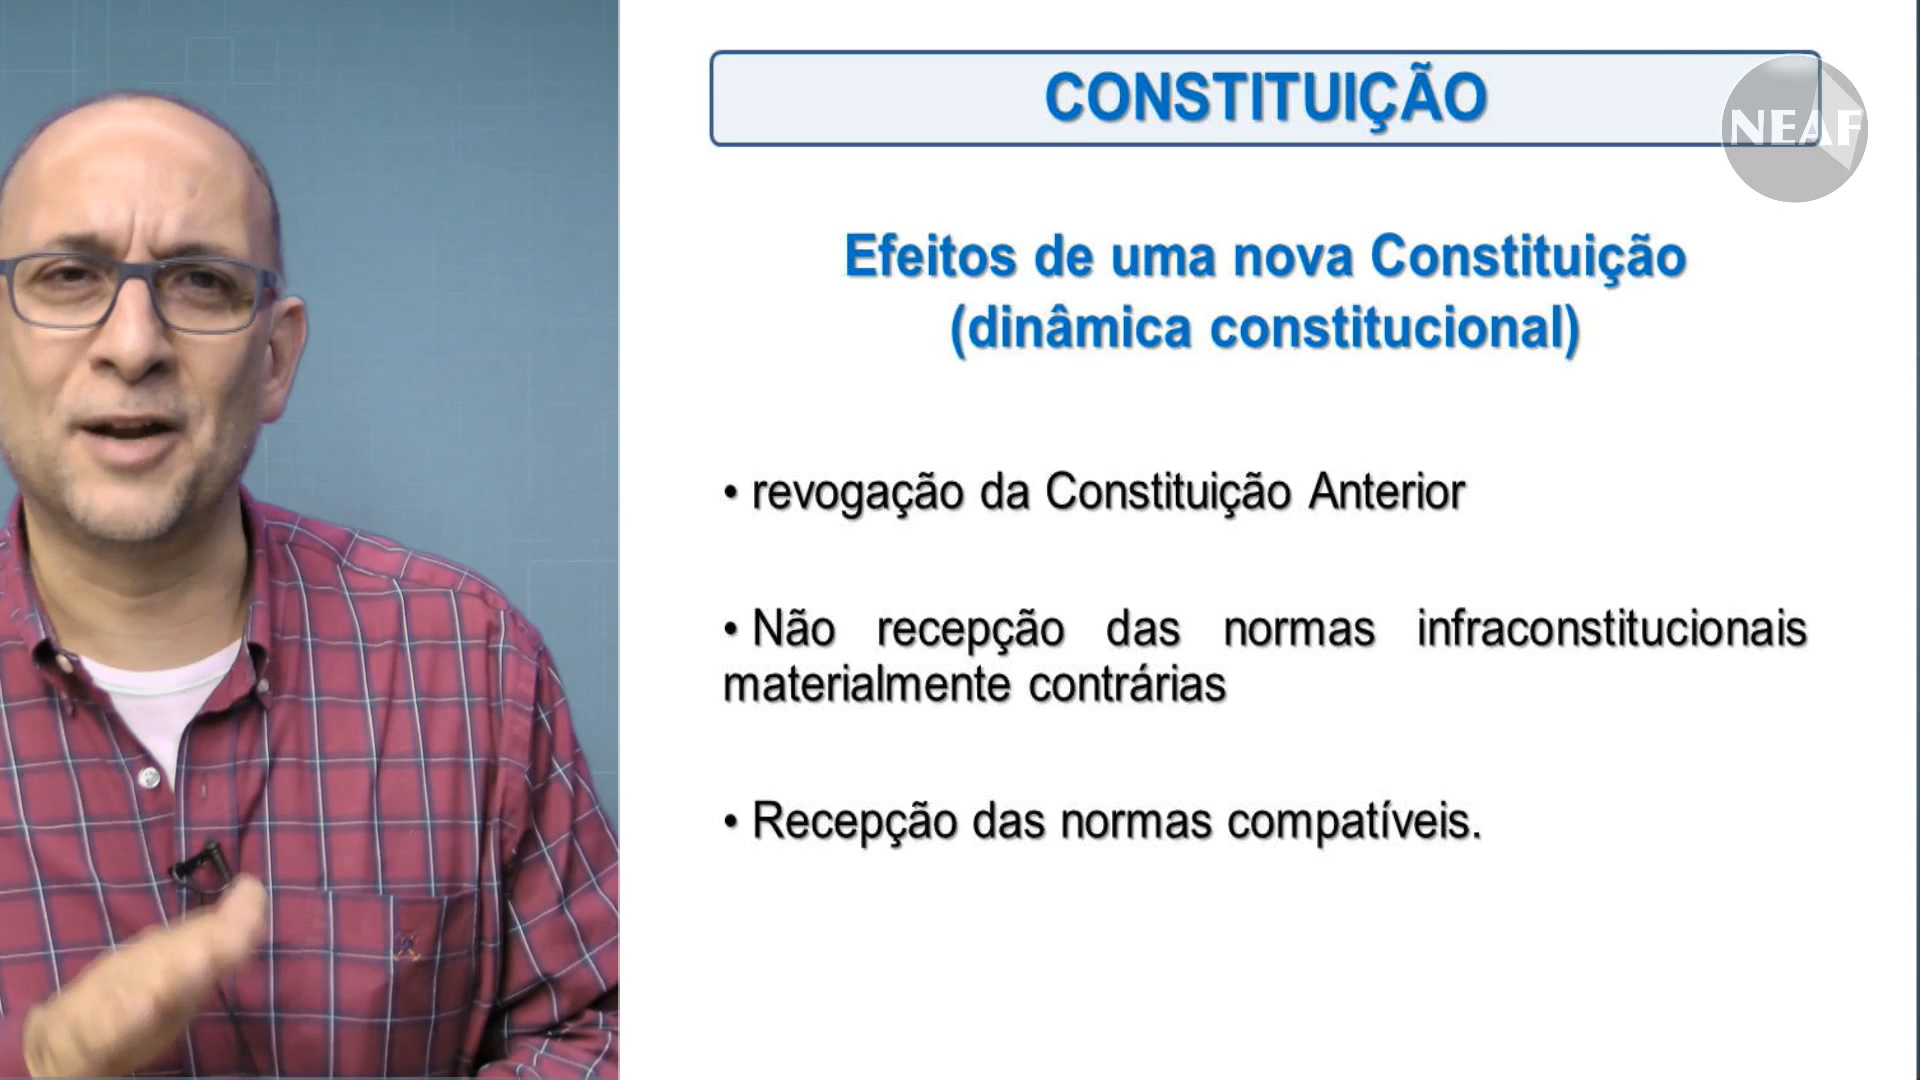 CONSTITUIÇÃO
NEAF
Efeitos de uma nova Constituição
(dinâmica constitucional)
• revogação da Constituição Anterior
• Não recepção das normas infraconstitucionais
materialmente contrárias
• Recepção das normas compatíveis.